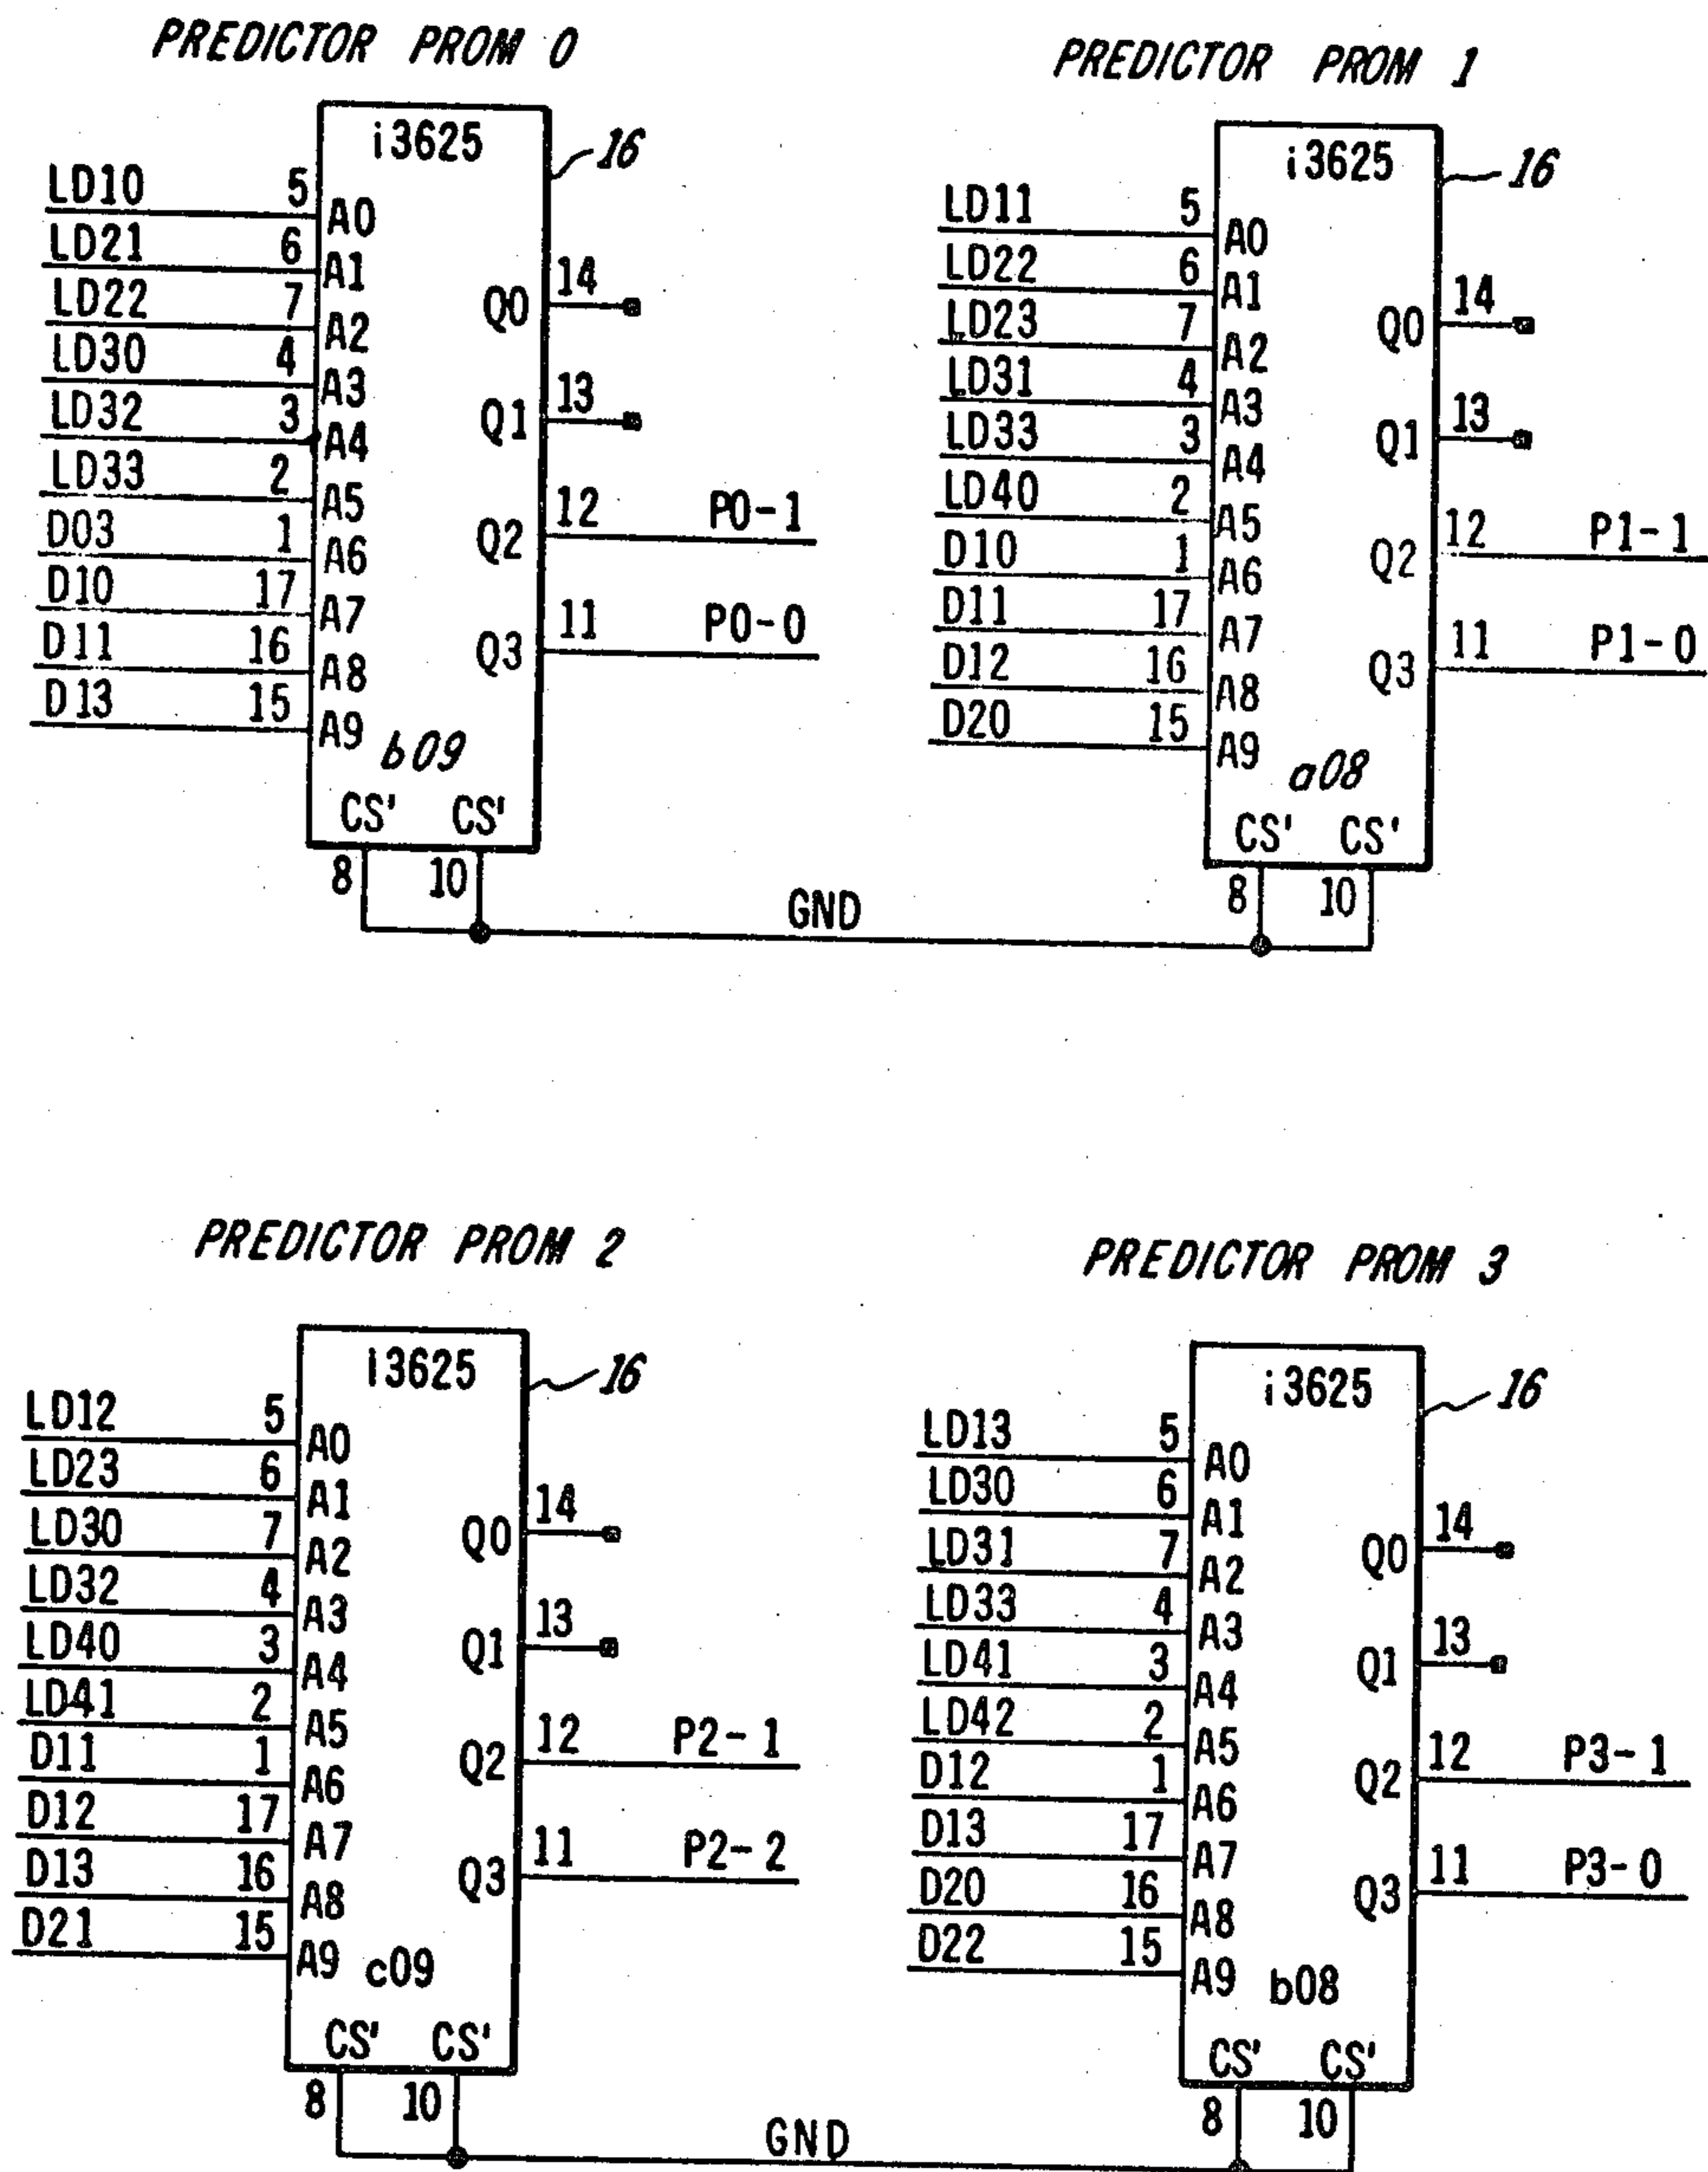 PREDICTOR PROM 0
i3625
16
LD10 5 A0
LD21 6 A1
LD22 7 A2
LD30 4 A3
LD32 3 A4
LD33 2 A5
D03 1 A6
D10 17 A7
D11 16 A8
D13 15 A9
Q0 14
Q1 13
Q2 12 P0-1
Q3 11 P0-0
b09
CS' CS'
8 10
PREDICTOR PROM 1
i3625
16
LD11 5 A0
LD22 6 A1
LD23 7 A2
LD31 4 A3
LD33 3 A4
LD40 2 A5
D10 1 A6
D11 17 A7
D12 16 A8
D20 15 A9
Q0 14
Q1 13
Q2 12 P1-1
Q3 11 P1-0
a08
CS' CS'
8 10
GND
PREDICTOR PROM 2
i3625
16
LD12 5 A0
LD23 6 A1
LD30 7 A2
LD32 4 A3
LD40 3 A4
LD41 2 A5
D11 1 A6
D12 17 A7
D13 16 A8
D21 15 A9
Q0 14
Q1 13
Q2 12 P2-1
Q3 11 P2-2
c09
CS' CS'
8 10
PREDICTOR PROM 3
i3625
16
LD13 5 A0
LD30 6 A1
LD31 7 A2
LD33 4 A3
LD41 3 A4
LD42 2 A5
D12 1 A6
D13 17 A7
D20 16 A8
D22 15 A9
Q0 14
Q1 13
Q2 12 P3-1
Q3 11 P3-0
b08
CS' CS'
8 10
GND